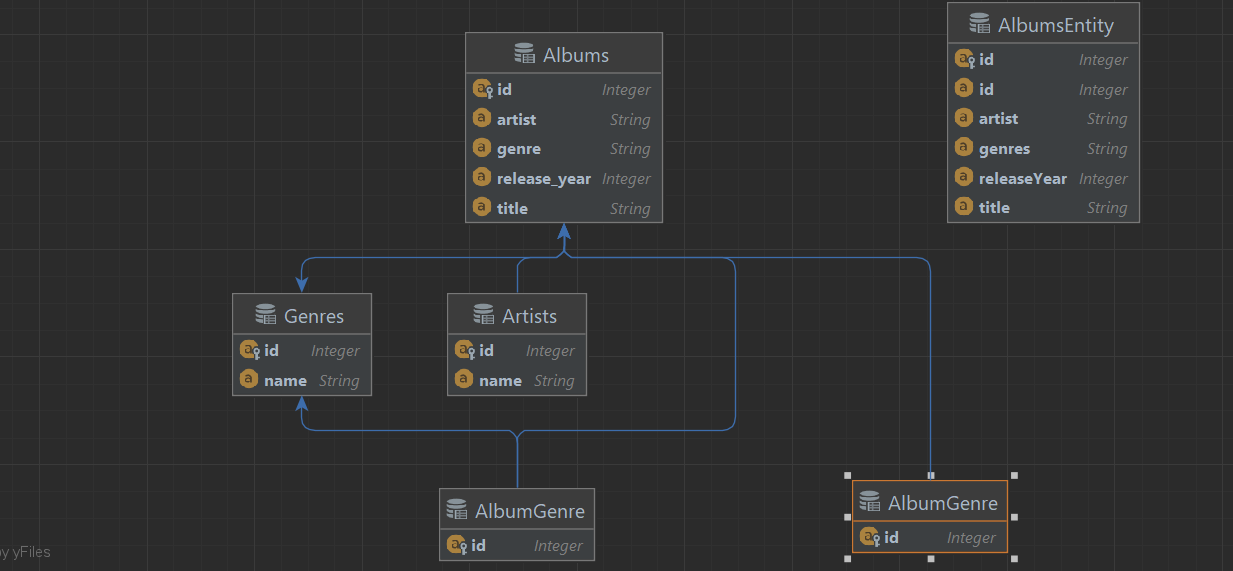 Albums
id Integer
artist String
genre String
release_year Integer
title String
AlbumsEntity
id Integer
id Integer
artist String
genres String
releaseYear Integer
title String
Genres
id Integer
name String
Artists
id Integer
name String
AlbumGenre
id Integer
AlbumGenre
id Integer
by yFiles